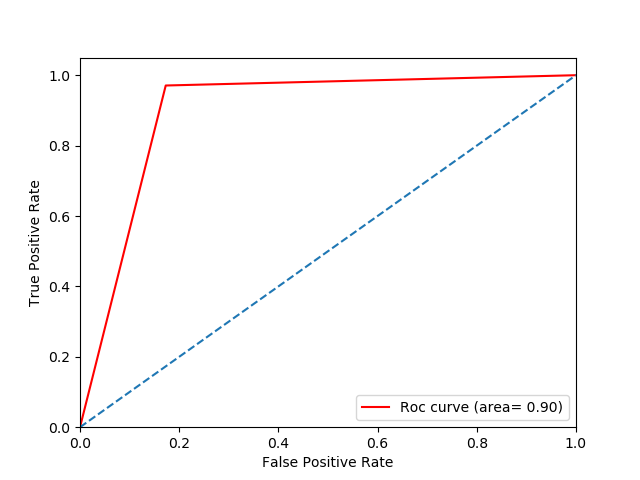 1.0
0.8
0.6
0.4
0.2
0.0
True Positive Rate
Roc curve (area= 0.90)
0.0 0.2 0.4 0.6 0.8 1.0
False Positive Rate